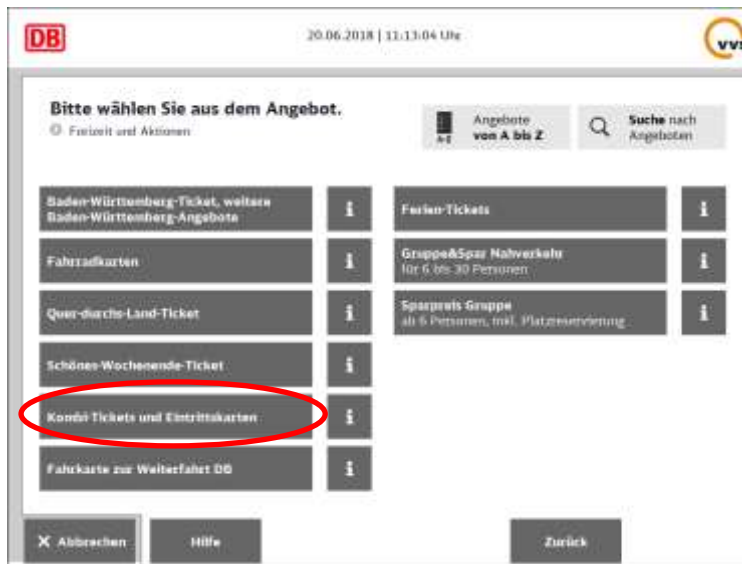 DB
20.06.2018 | 11:13:04 Uhr
vvs
Bitte wählen Sie aus dem Angebot.
Freizeit und Aktionen
Angebote
von A bis Z
A-Z
Suche nach
Angeboten
Baden-Württemberg-Ticket, weitere
Baden-Württemberg-Angebote
i
Ferien-Tickets
i
Fahrradkarten
i
Gruppe&Spar Nahverkehr
für 6 bis 30 Personen
i
Quer-durchs-Land-Ticket
i
Sparpreis Gruppe
ab 6 Personen, inkl. Platzreservierung
i
Schönes-Wochenende-Ticket
i
Kombi-Tickets und Eintrittskarten
i
Fahrkarte zur Weiterfahrt DB
i
X Abbrechen
Hilfe
Zurück